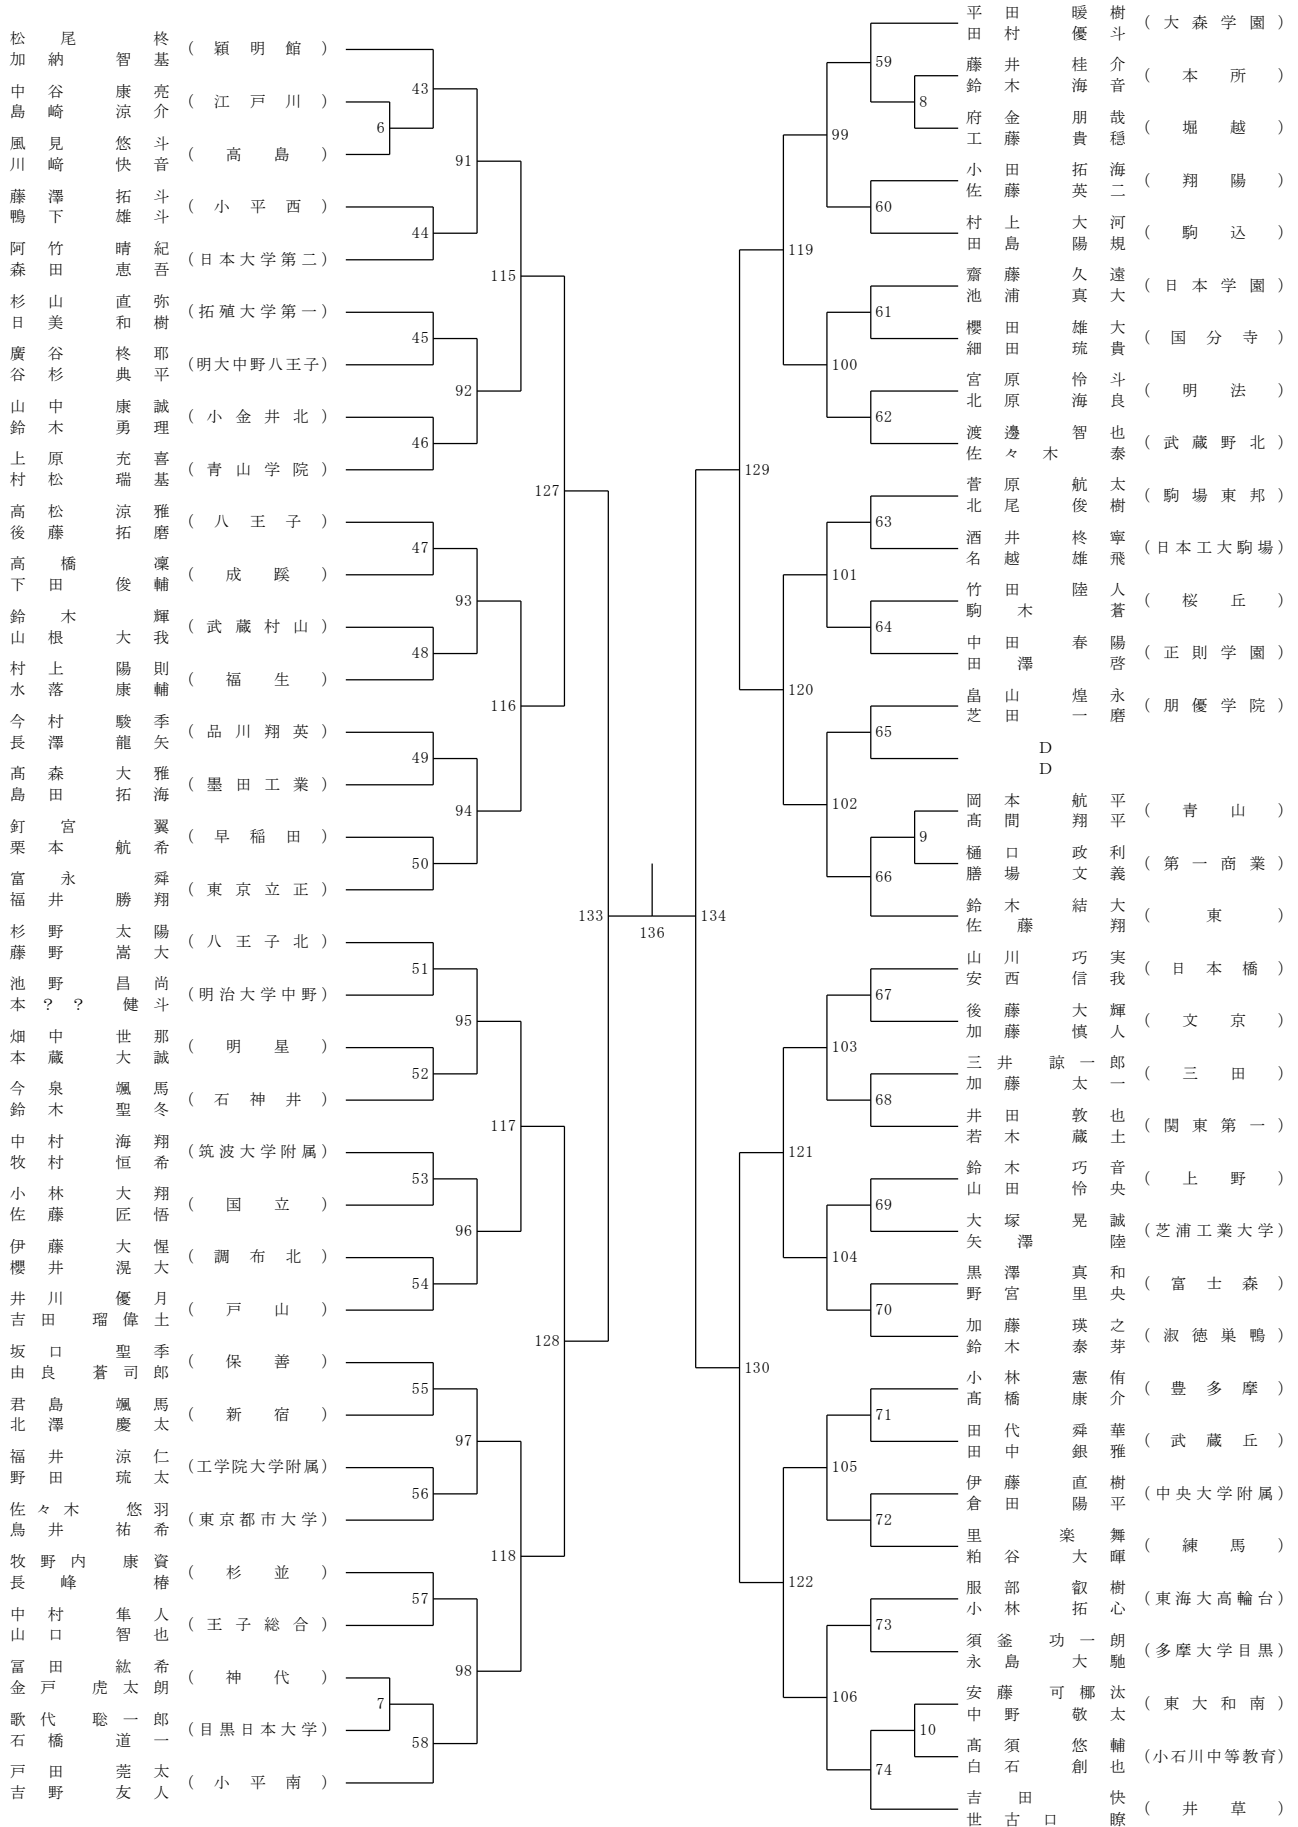 松尾 柊
加納 智基
(穎明館)
中谷 康亮
島崎 涼介
(江戸川)
風見 悠斗
川﨑 快音
(高島)
藤澤 拓斗
鴨下 雄斗
(小平西)
阿竹 晴紀
森田 恵吾
(日本大学第二)
杉山 直弥
日美 和樹
(拓殖大学第一)
廣谷 柊耶
谷杉 典平
(明大中野八王子)
山中 康誠
鈴木 勇理
(小金井北)
上原 充喜
村松 瑞基
(青山学院)
高松 涼雅
後藤 拓磨
(八王子)
高橋 凜
下田 俊輔
(成蹊)
鈴木 輝
山根 大我
(武蔵村山)
村上 陽則
水落 康輔
(福生)
今村 駿季
長澤 龍矢
(品川翔英)
髙森 大雅
島田 拓海
(墨田工業)
釘宮 翼
栗本 航希
(早稲田)
富永 舜
福井 勝翔
(東京立正)
杉野 太陽
藤野 嵩大
(八王子北)
池野 昌尚
本?? 健斗
(明治大学中野)
畑中 世那
本蔵 大誠
(明星)
今泉 颯馬
鈴木 聖冬
(石神井)
中村 海翔
牧村 恒希
(筑波大学附属)
小林 大翔
佐藤 匠悟
(国立)
伊藤 大惺
櫻井 滉大
(調布北)
井川 優月
吉田 瑠偉土
(戸山)
坂口 聖季
由良 蒼司郎
(保善)
君島 颯馬
北澤 慶太
(新宿)
福井 涼仁
野田 琉太
(工学院大学附属)
佐々木 悠羽
鳥井 祐希
(東京都市大学)
牧野内 康資
長峰 椿
(杉並)
中村 隼人
山口 智也
(王子総合)
冨田 紘希
金戸 虎太朗
(神代)
歌代 聡一郎
石橋 道一
(目黒日本大学)
戸田 莞太
吉野 友人
(小平南)
6
7
43
44
45
46
47
48
49
50
51
52
53
54
55
56
57
58
91
92
93
94
95
96
97
98
115
116
117
118
127
128
133
136
134
129
130
119
120
121
122
99
100
101
102
103
104
105
106
59
60
61
62
63
64
65
66
67
68
69
70
71
72
73
74
8
9
10
平田 暖樹
田村 優斗
(大森学園)
藤井 桂介
鈴木 海音
(本所)
府金 朋哉
工藤 貴穏
(堀越)
小田 拓海
佐藤 英二
(翔陽)
村上 大河
田島 陽規
(駒込)
齋藤 久遠
池浦 真大
(日本学園)
櫻田 雄大
細田 琉貴
(国分寺)
宮原 怜斗
北原 海良
(明法)
渡邊 智也
佐々木 泰
(武蔵野北)
菅原 航太
北尾 俊樹
(駒場東邦)
酒井 柊寧
名越 雄飛
(日本工大駒場)
竹田 陸人
駒木 蒼
(桜丘)
中田 春陽
田澤 啓
(正則学園)
畠山 煌永
芝田 一磨
(朋優学院)
D
D
岡本 航平
髙間 翔平
(青山)
樋口 政利
膳場 文義
(第一商業)
鈴木 結大
佐藤 翔
(東)
山川 巧実
安西 信我
(日本橋)
後藤 大輝
加藤 慎人
(文京)
三井 諒一郎
加藤 太一
(三田)
井田 敦也
若木 蔵土
(関東第一)
鈴木 巧音
山田 怜央
(上野)
大塚 晃誠
矢澤 陸
(芝浦工業大学)
黒澤 真和
野宮 里央
(富士森)
加藤 瑛之
鈴木 泰芽
(淑徳巣鴨)
小林 憲侑
髙橋 康介
(豊多摩)
田代 舜華
田中 銀雅
(武蔵丘)
伊藤 直樹
倉田 陽平
(中央大学附属)
里 楽舞
粕谷 大暉
(練馬)
服部 叡樹
小林 拓心
(東海大高輪台)
須釜 功一朗
永島 大馳
(多摩大学目黒)
安藤 可梛汰
中野 敬太
(東大和南)
髙須 悠輔
白石 創也
(小石川中等教育)
吉田 快
世古口 瞭
(井草)